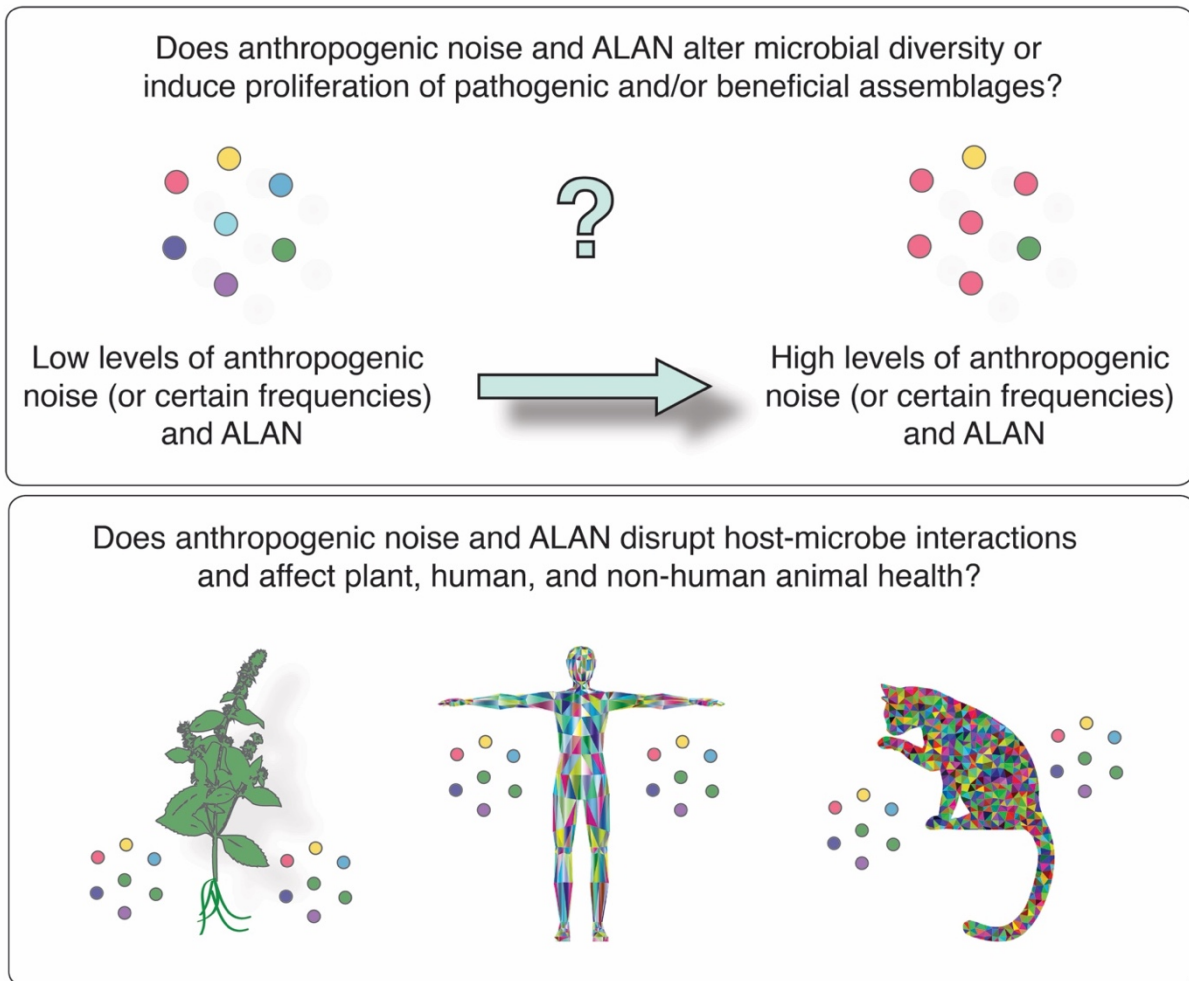 Does anthropogenic noise and ALAN alter microbial diversity or
induce proliferation of pathogenic and/or beneficial assemblages?
?
Low levels of anthropogenic
noise (or certain frequencies)
and ALAN
High levels of anthropogenic
noise (or certain frequencies)
and ALAN
Does anthropogenic noise and ALAN disrupt host-microbe interactions
and affect plant, human, and non-human animal health?